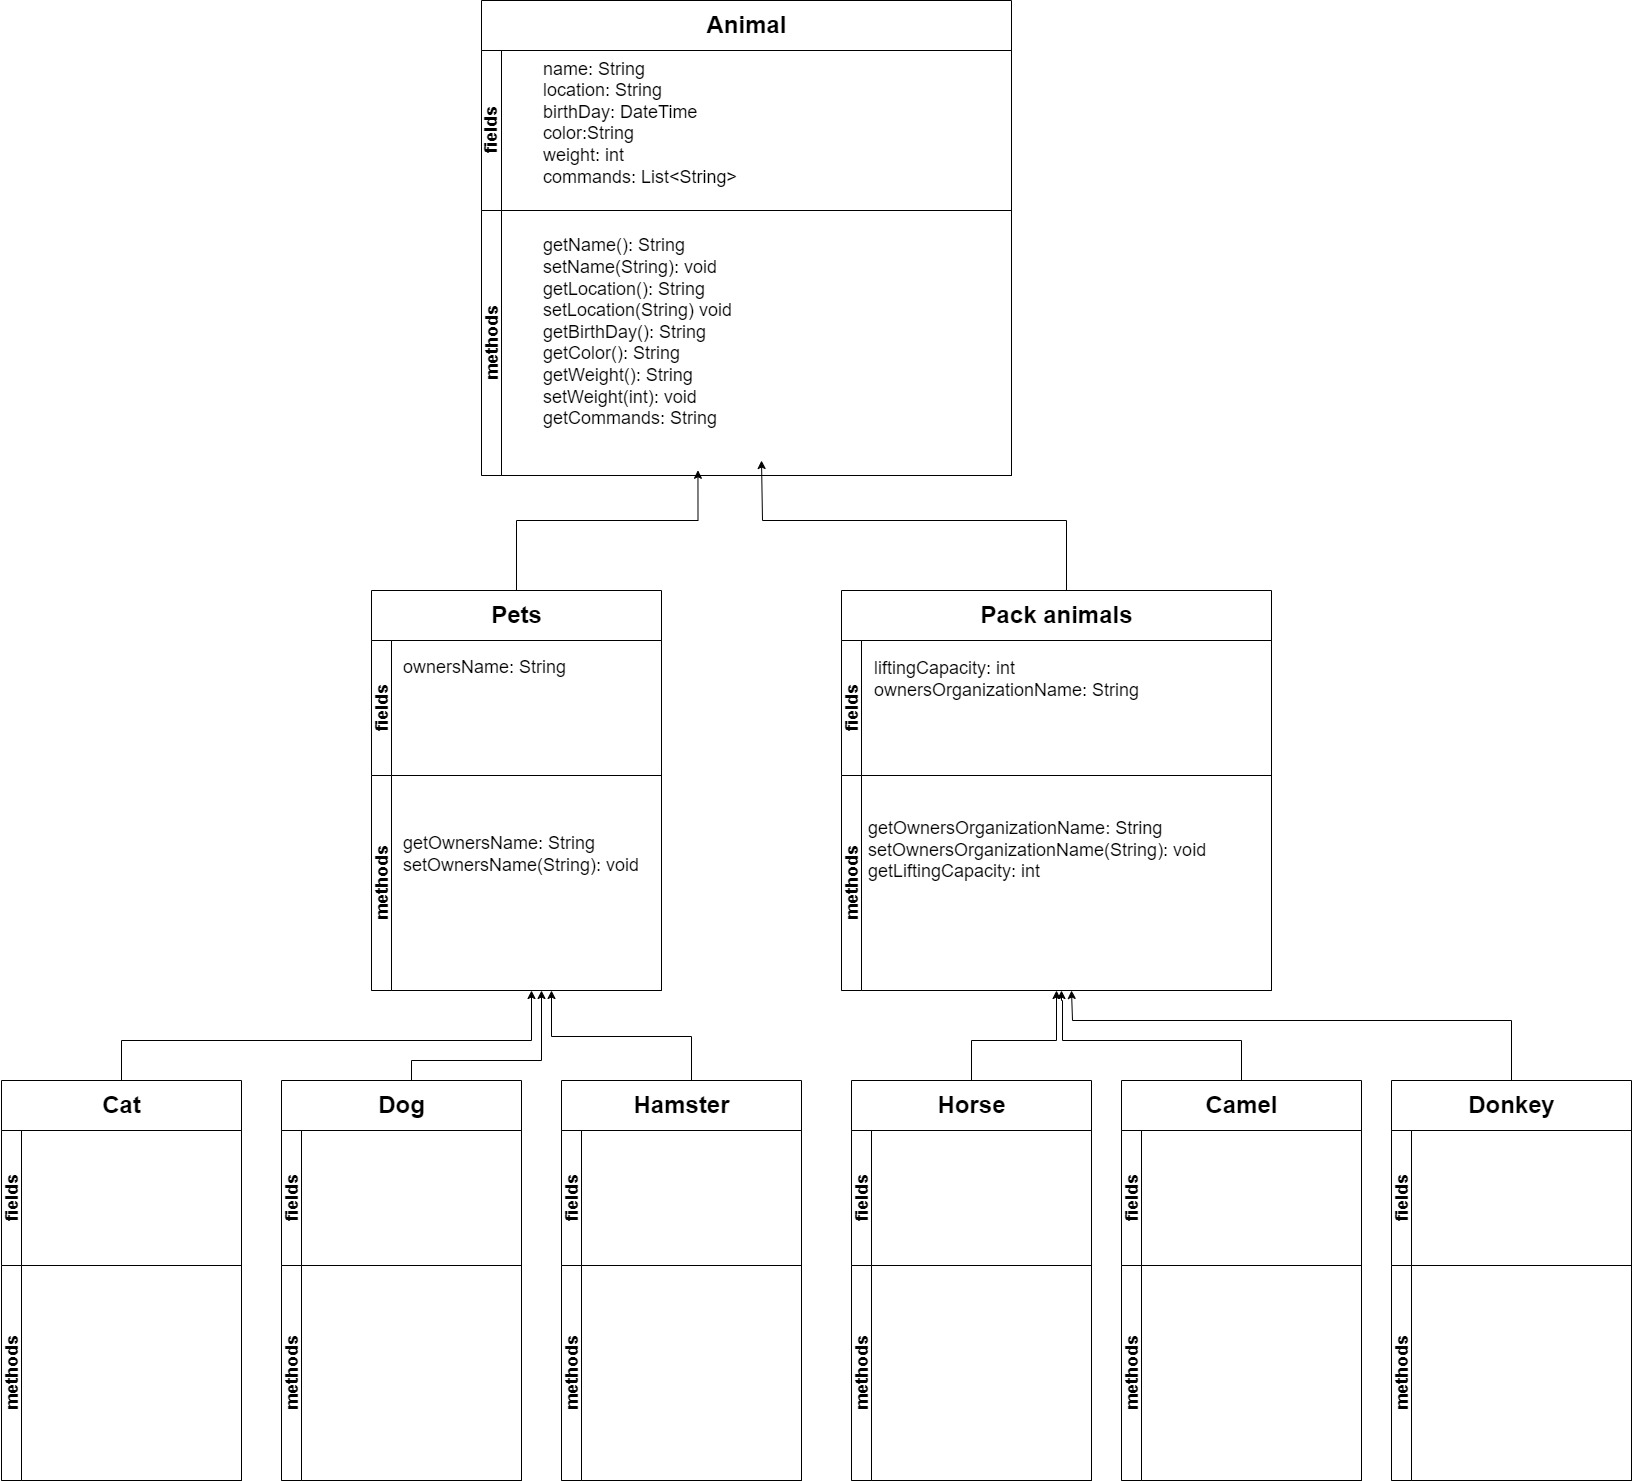 Animal
fields
name: String
location: String
birthDay: DateTime
color:String
weight: int
commands: List<String>
methods
getName(): String
setName(String): void
getLocation(): String
setLocation(String) void
getBirthDay(): String
getColor(): String
getWeight(): String
setWeight(int): void
getCommands: String
Pets
fields
ownersName: String
methods
getOwnersName: String
setOwnersName(String): void
Pack animals
fields
liftingCapacity: int
ownersOrganizationName: String
methods
getOwnersOrganizationName: String
setOwnersOrganizationName(String): void
getLiftingCapacity: int
Cat
fields
methods
Dog
fields
methods
Hamster
fields
methods
Horse
fields
methods
Camel
fields
methods
Donkey
fields
methods